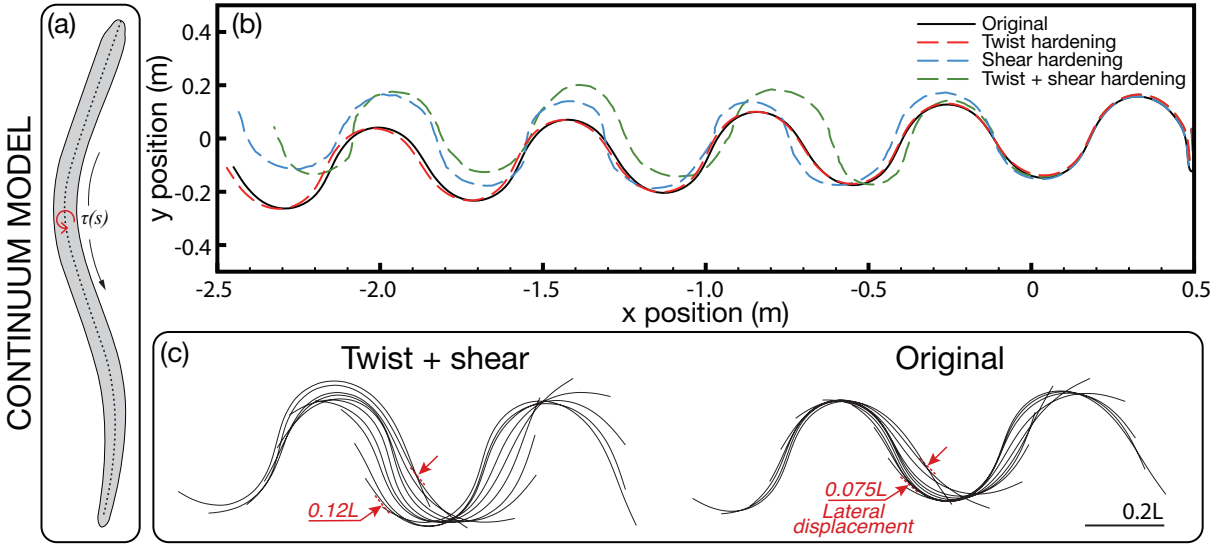 CONTINUUM MODEL
(a)
τ(s)
(b)
Original
Twist hardening
Shear hardening
Twist + shear hardening
y position (m)
0.4
0.2
0
-0.2
-0.4
-2.5 -2.0 -1.5 -1.0 -0.5 0 0.5
x position (m)
(c)
Twist + shear
Original
0.12L
0.075L
Lateral
displacement
0.2L